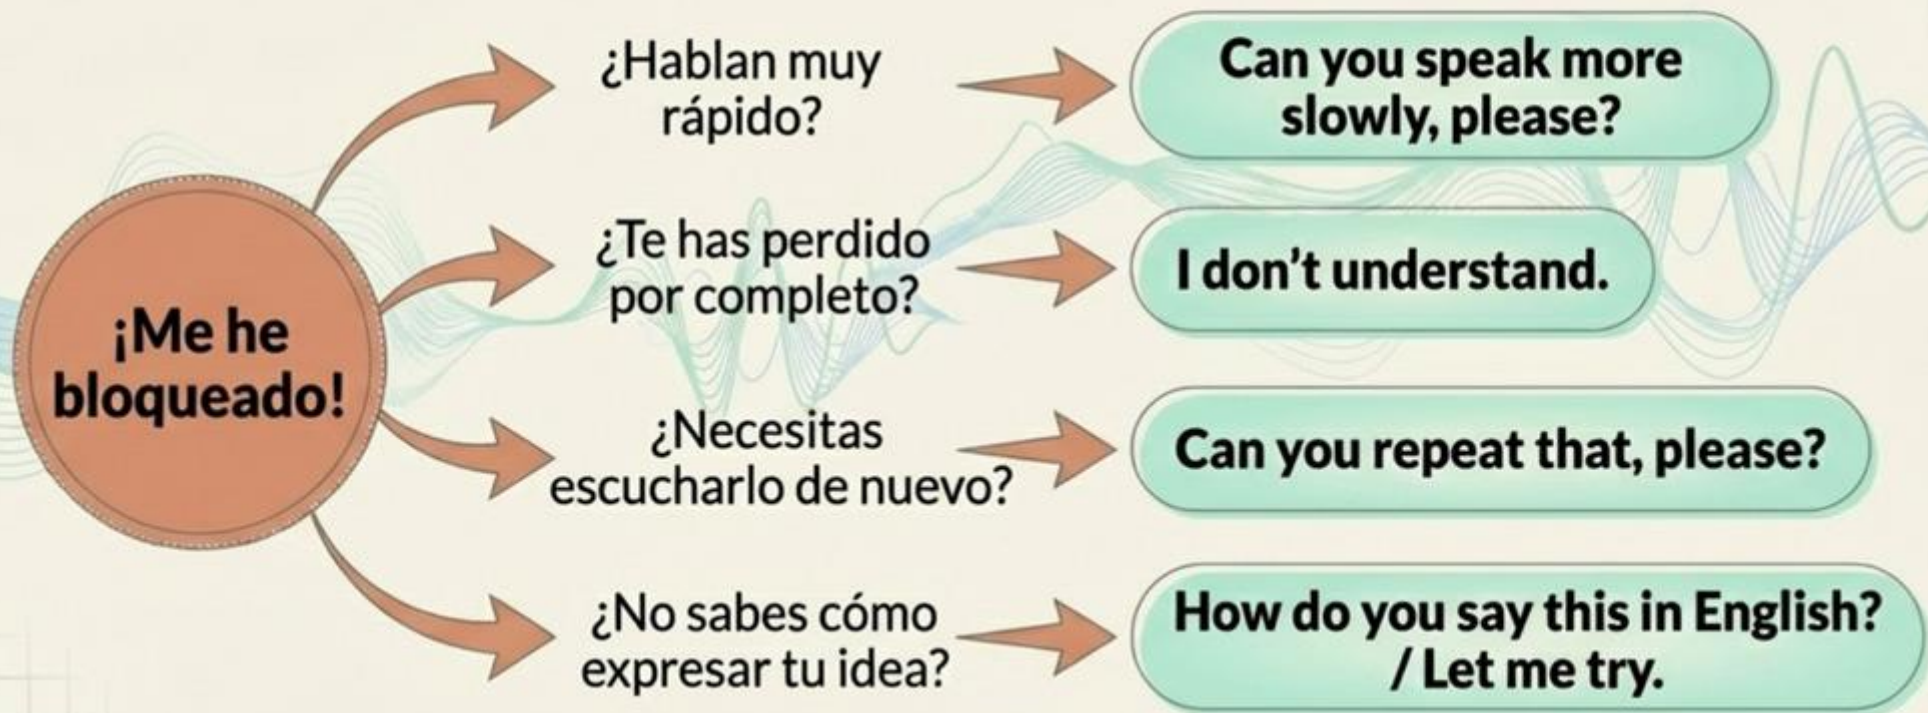 ¡Me he
bloqueado!
¿Hablan muy
rápido?
Can you speak more
slowly, please?
¿Te has perdido
por completo?
I don’t understand.
¿Necesitas
escucharlo de nuevo?
Can you repeat that, please?
¿No sabes cómo
expresar tu idea?
How do you say this in English?
/ Let me try.